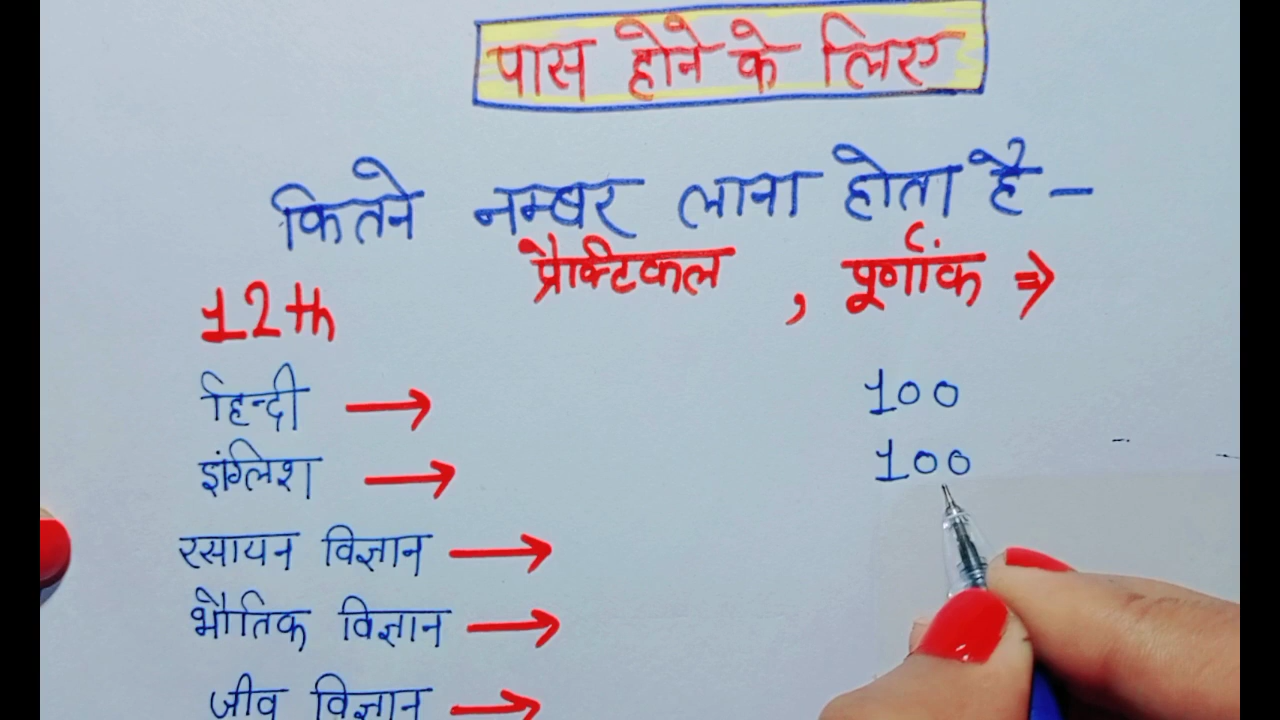 पास होने के लिए
कितने नम्बर लाना होता है –
प्रैक्टिकल , पूर्णांक ⇒
12th
हिन्दी → 100
इंग्लिश → 100
रसायन विज्ञान →
भौतिक विज्ञान →
जीव विज्ञान →